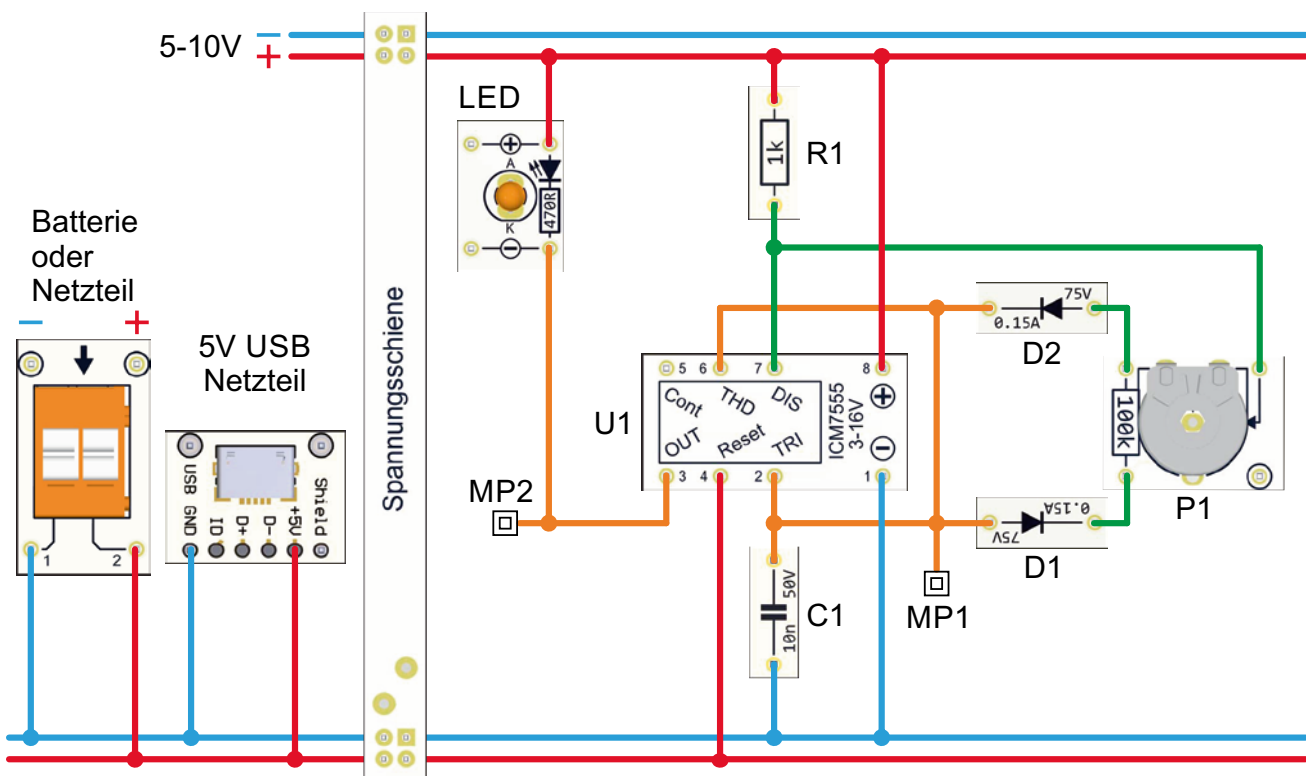 5-10V
−
+
LED
+
A
K
−
470R
1k
R1
Batterie
oder
Netzteil
−
+
1
2
5V USB
Netzteil
USB
Shield
GND
ID
D+
D-
+5V
Spannungsschiene
75V
0.15A
D2
U1
5
6
7
8
Cont
THD
DIS
OUT
Reset
TRI
ICM7555
3-16V
+
−
3
4
2
1
100k
P1
MP2
0.15A
75V
D1
50V
10n
C1
MP1